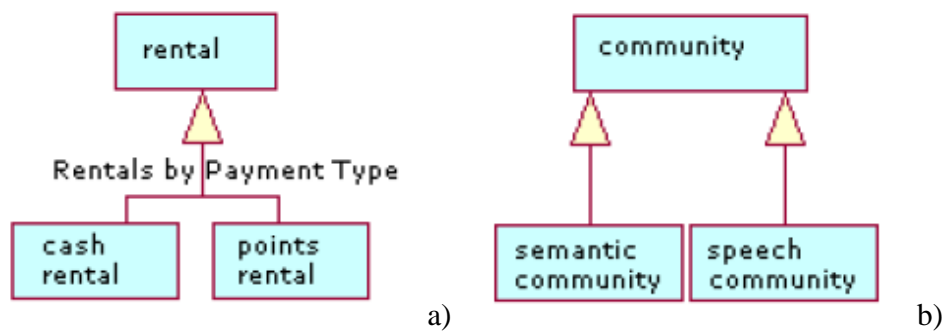 rental
Rentals by Payment Type
cash
rental
points
rental
a)
community
semantic
community
speech
community
b)